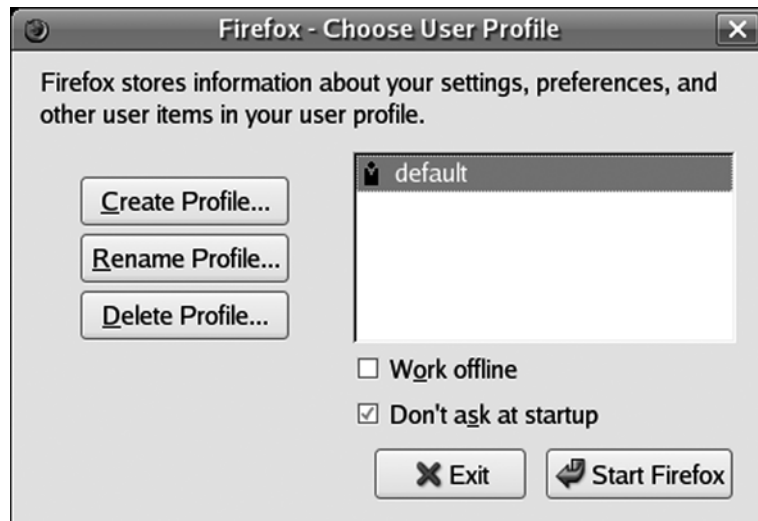 Firefox - Choose User Profile
Firefox stores information about your settings, preferences, and
other user items in your user profile.
Create Profile...
Rename Profile...
Delete Profile...
default
Work offline
Don't ask at startup
Exit
Start Firefox